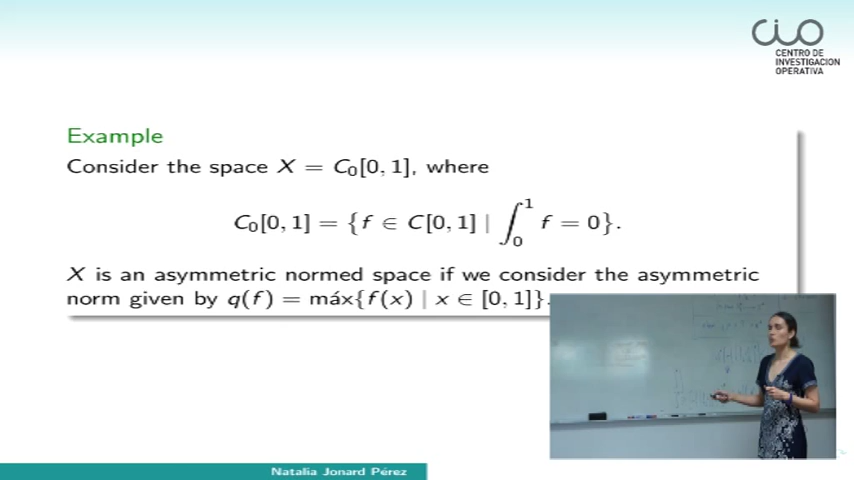 CIO
CENTRO DE
INVESTIGACION
OPERATIVA
Example
Consider the space X = C₀[0, 1], where
C₀[0, 1] = {f ∈ C[0, 1] | ∫₀¹ f = 0}.
X is an asymmetric normed space if we consider the asymmetric
norm given by q(f) = máx{f(x) | x ∈ [0, 1]}.
Natalia Jonard Pérez